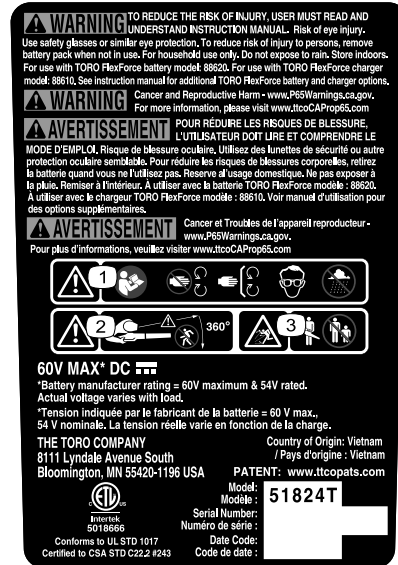 WARNING TO REDUCE THE RISK OF INJURY, USER MUST READ AND
UNDERSTAND INSTRUCTION MANUAL. Risk of eye injury.
Use safety glasses or similar eye protection. To reduce risk of injury to persons, remove
battery pack when not in use. For household use only. Do not expose to rain. Store indoors.
For use with TORO FlexForce battery model: 88620. For use with TORO FlexForce charger
model: 88610. See instruction manual for additional TORO FlexForce battery and charger options.
WARNING Cancer and Reproductive Harm - www.P65Warnings.ca.gov.
For more information, please visit www.ttcoCAProp65.com
AVERTISSEMENT POUR RÉDUIRE LES RISQUES DE BLESSURE,
L'UTILISATEUR DOIT LIRE ET COMPRENDRE LE
MODE D'EMPLOI. Risque de blessure oculaire. Utilisez des lunettes de sécurité ou autre
protection oculaire semblable. Pour réduire les risques de blessures corporelles, retirez
la batterie quand vous ne l'utilisez pas. Reserve al'usage domestique. Ne pas exposer à
la pluie. Remiser à l'intérieur. À utiliser avec la batterie TORO FlexForce modèle : 88620.
À utiliser avec le chargeur TORO FlexForce modèle : 88610. Voir manuel d'utilisation pour
des options supplémentaires.
AVERTISSEMENT Cancer et Troubles de l'appareil reproducteur -
www.P65Warnings.ca.gov.
Pour plus d'informations, veuillez visiter www.ttcoCAProp65.com
1
2 360° 3
60V MAX* DC
*Battery manufacturer rating = 60V maximum & 54V rated.
Actual voltage varies with load.
*Tension indiquée par le fabricant de la batterie = 60 V max.,
54 V nominale. La tension réelle varie en fonction de la charge.
THE TORO COMPANY
8111 Lyndale Avenue South
Bloomington, MN 55420-1196 USA
Country of Origin: Vietnam
/ Pays d'origine : Vietnam
PATENT: www.ttcopats.com
C ETL US
Intertek
5018666
Conforms to UL STD 1017
Certified to CSA STD C22.2 #243
Model:
Modèle :
51824T
Serial Number:
Numéro de série :
Date Code:
Code de date :